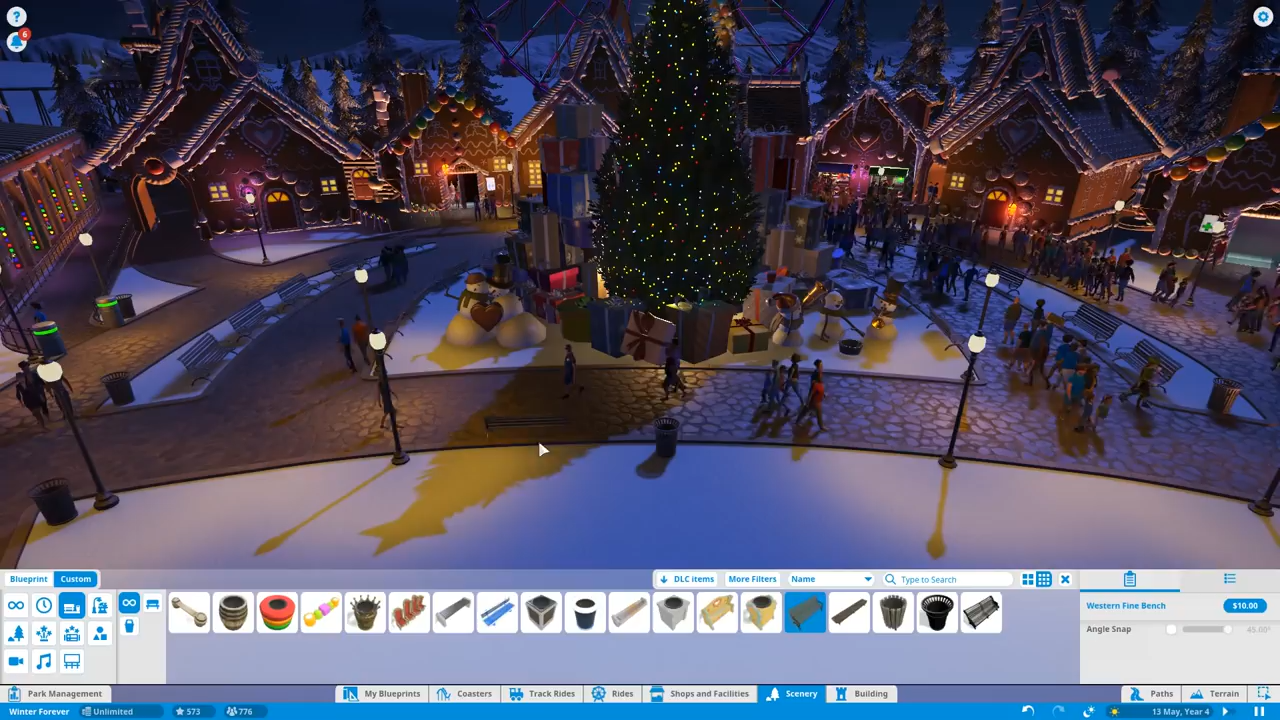 ?
6
Blueprint
Custom
DLC items
More Filters
Name
Type to Search
Western Fine Bench
$10.00
Angle Snap
45.00°
Park Management
My Blueprints
Coasters
Track Rides
Rides
Shops and Facilities
Scenery
Building
Paths
Terrain
Winter Forever
Unlimited
573
776
13 May, Year 4